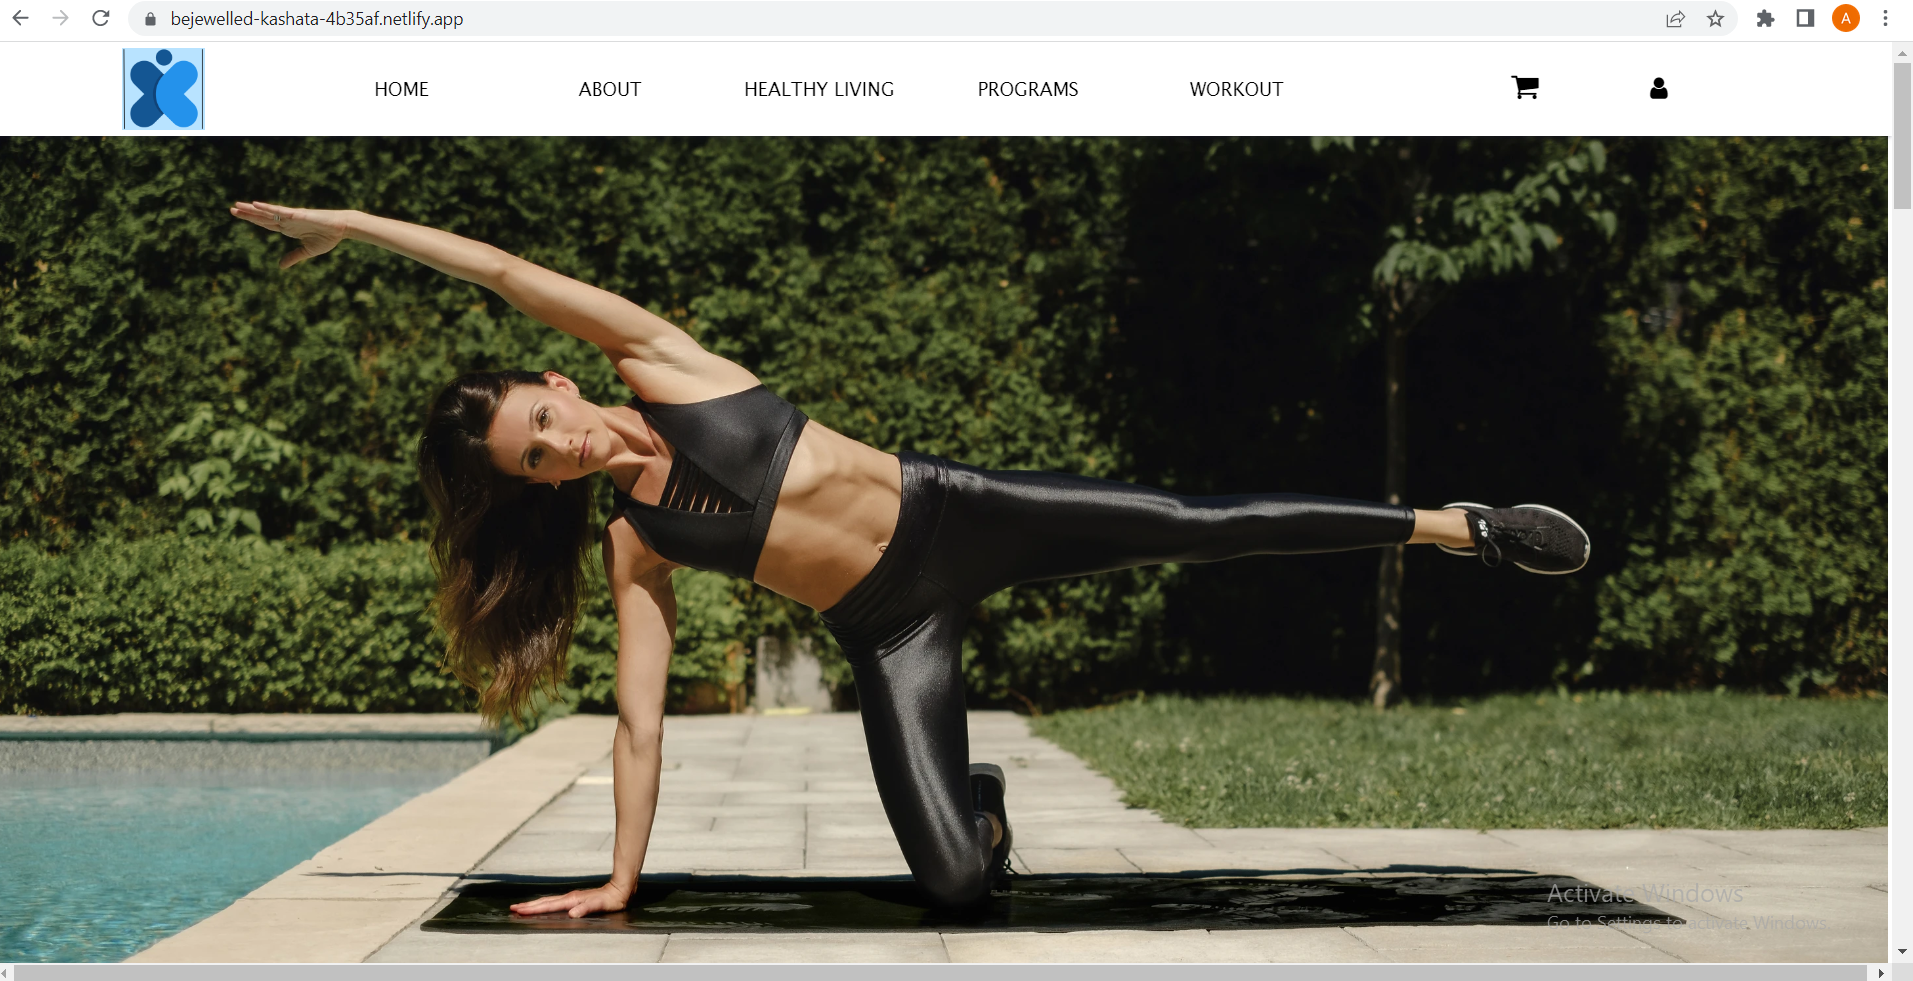 bejewelled-kashata-4b35af.netlify.app
A
HOME ABOUT HEALTHY LIVING PROGRAMS WORKOUT
Activate Windows
Go to Settings to activate Windows.